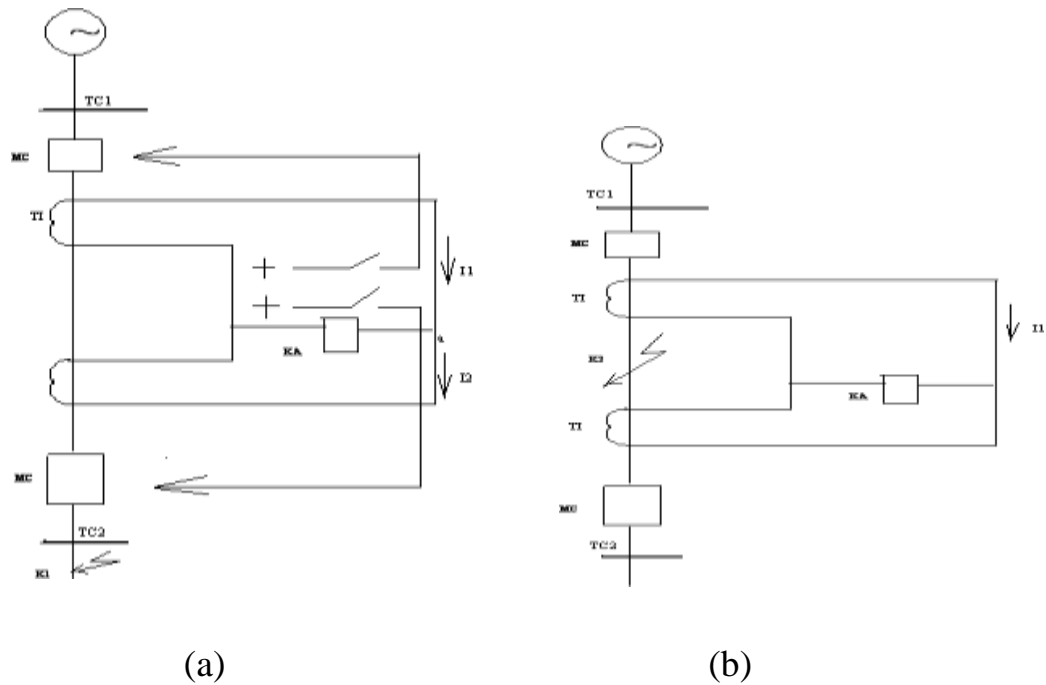 TC1
MC
TI
I1
+
+
KA
a
I2
MC
TC2
K1
(a)
TC1
MC
TI
I1
K2
KA
TI
MC
TC2
(b)